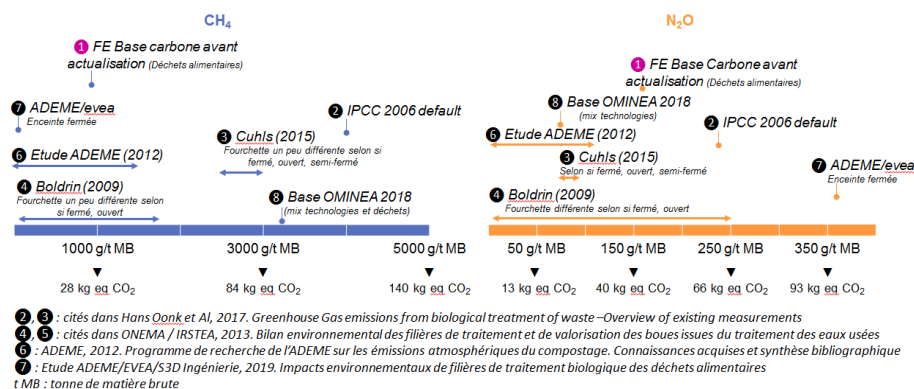 CH4
N2O
1 FE Base carbone avant
actualisation (Déchets alimentaires)
1 FE Base Carbone avant
actualisation (Déchets alimentaires)
7 ADEME/evea
Enceinte fermée
2 IPCC 2006 default
8 Base OMINEA 2018
(mix technologies)
3 Cuhls (2015)
Fourchette un peu différente selon si
fermé, ouvert, semi-fermé
6 Etude ADEME (2012)
2 IPCC 2006 default
6 Etude ADEME (2012)
3 Cuhls (2015)
Selon si fermé, ouvert, semi-fermé
7 ADEME/evea
Enceinte fermée
4 Boldrin (2009)
Fourchette un peu différente selon
si fermé, ouvert
8 Base OMINEA 2018
(mix technologies et déchets)
4 Boldrin (2009)
Fourchette différente selon si fermé, ouvert
1000 g/t MB 3000 g/t MB 5000 g/t MB 50 g/t MB 150 g/t MB 250 g/t MB 350 g/t MB
28 kg eq CO2 84 kg eq CO2 140 kg eq CO2 13 kg eq CO2 40 kg eq CO2 66 kg eq CO2 93 kg eq CO2
2, 3 : cités dans Hans Oonk et Al, 2017. Greenhouse Gas emissions from biological treatment of waste –Overview of existing measurements
4, 5 : cités dans ONEMA / IRSTEA, 2013. Bilan environmental des filières de traitement et de valorisation des boues issues du traitement des eaux usées
6 : ADEME, 2012. Programme de recherche de l'ADEME sur les émissions atmosphériques du compostage. Connaissances acquises et synthèse bibliographique
7 : Etude ADEME/EVEA/S3D Ingénierie, 2019. Impacts environnementaux de filières de traitement biologique des déchets alimentaires
t MB : tonne de matière brute